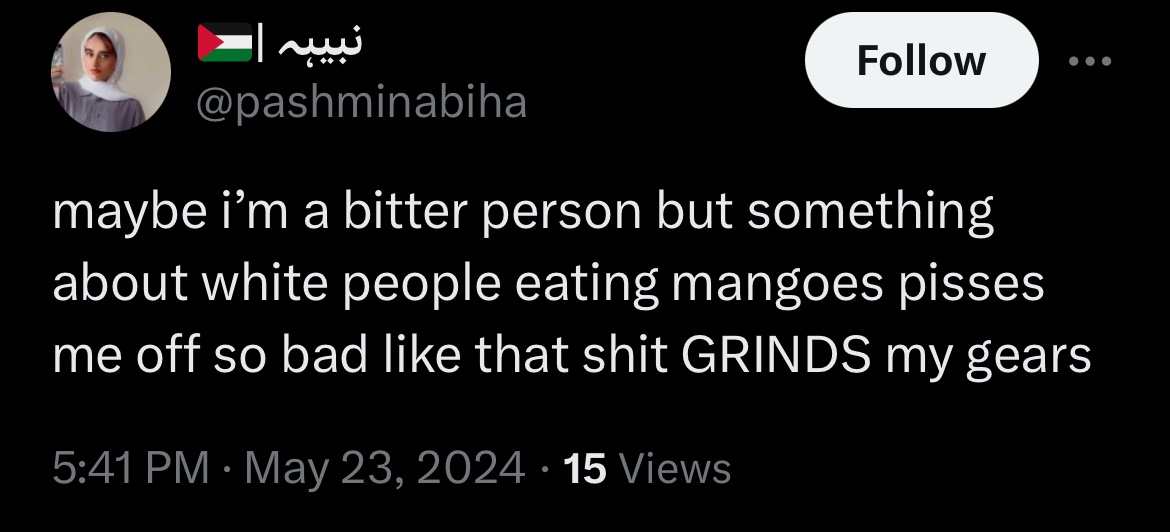 🇵🇸| نبیہہ
Follow
@pashminabiha
maybe i’m a bitter person but something
about white people eating mangoes pisses
me off so bad like that shit GRINDS my gears
5:41 PM · May 23, 2024 · 15 Views